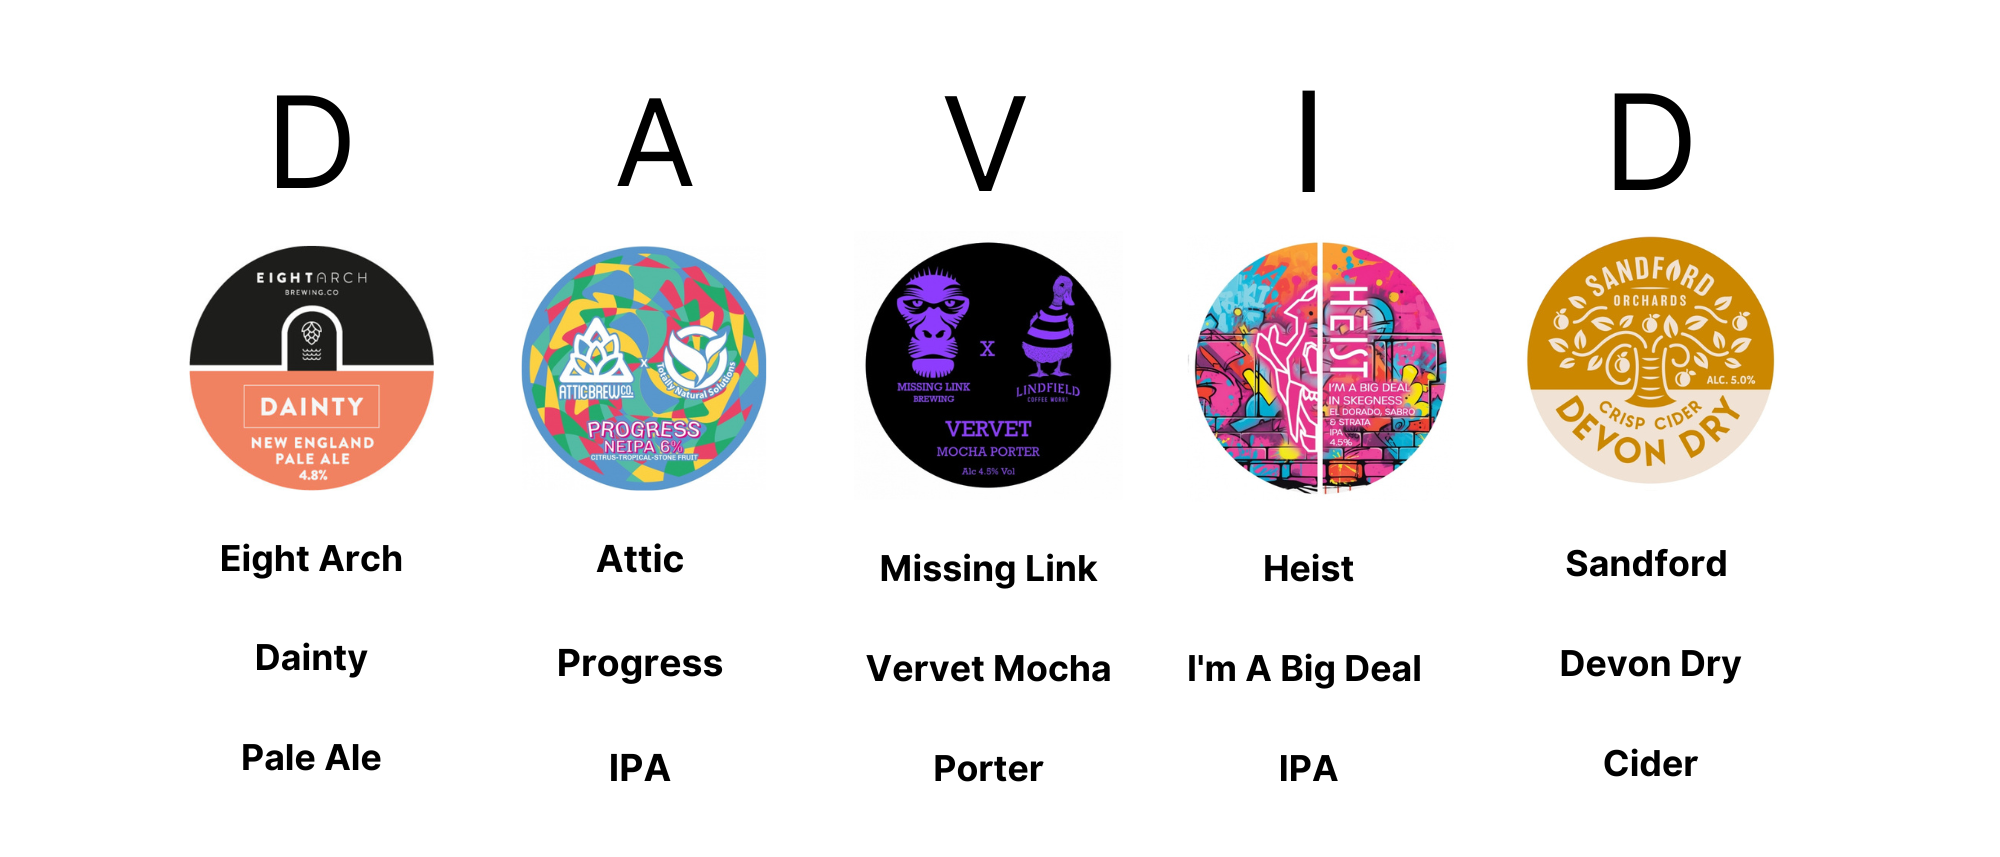 D A V I D
EIGHTARCH
BREWING.CO
DAINTY
NEW ENGLAND
PALE ALE
4.8%
ATTIC BREW CO.
x
Totally Natural Solutions
PROGRESS
NEIPA 6%
CITRUS-TROPICAL-STONE FRUIT
MISSING LINK
BREWING
X
LINDFIELD
COFFEE WORKS
VERVET
MOCHA PORTER
Alc 4.5% Vol
HEIST
I'M A BIG DEAL
IN SKEGNESS
EL DORADO, SABRO
& STRATA
IPA
4.5%
SANDFORD
ORCHARDS
ALC. 5.0%
CRISP CIDER
DEVON DRY
Eight Arch
Attic
Missing Link
Heist
Sandford
Dainty
Progress
Vervet Mocha
I'm A Big Deal
Devon Dry
Pale Ale
IPA
Porter
IPA
Cider